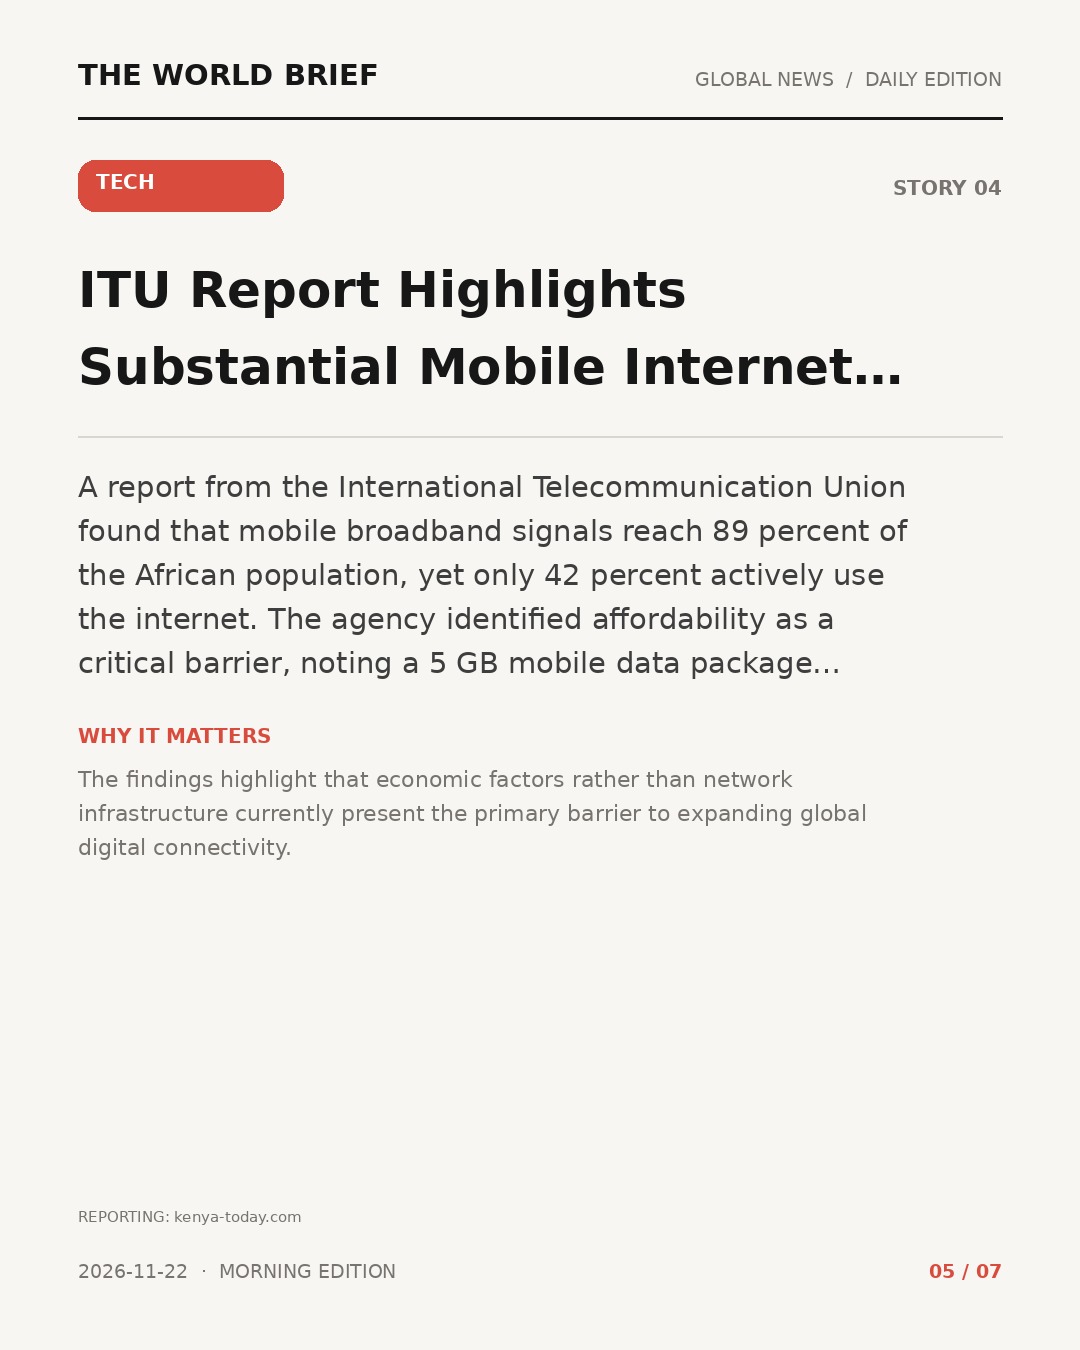 THE WORLD BRIEF
GLOBAL NEWS / DAILY EDITION
TECH
STORY 04
ITU Report Highlights
Substantial Mobile Internet...
A report from the International Telecommunication Union
found that mobile broadband signals reach 89 percent of
the African population, yet only 42 percent actively use
the internet. The agency identified affordability as a
critical barrier, noting a 5 GB mobile data package...
WHY IT MATTERS
The findings highlight that economic factors rather than network
infrastructure currently present the primary barrier to expanding global
digital connectivity.
REPORTING: kenya-today.com
2026-11-22 · MORNING EDITION
05 / 07